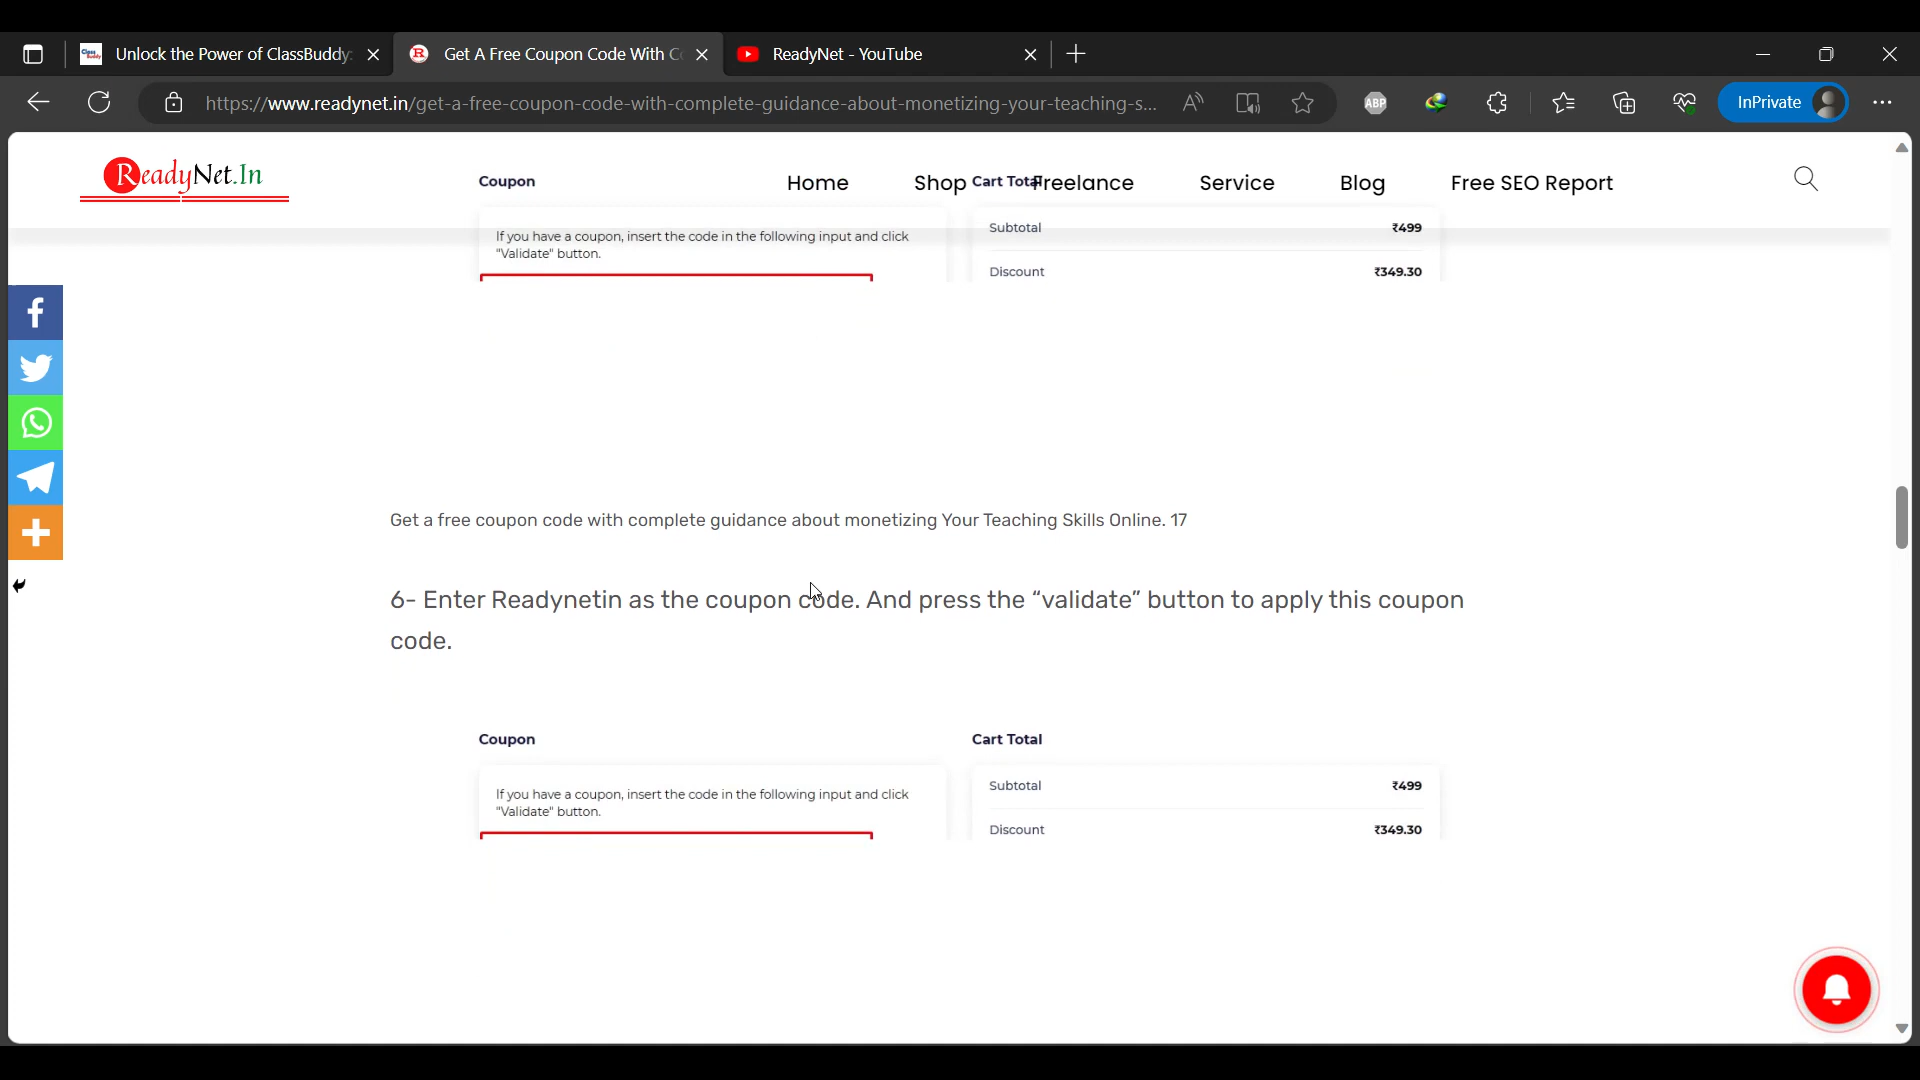 Unlock the Power of ClassBuddy:
Get A Free Coupon Code With C
ReadyNet - YouTube
https://www.readynet.in/get-a-free-coupon-code-with-complete-guidance-about-monetizing-your-teaching-s...
ABP
InPrivate
ReadyNet.In
Home
Shop
Freelance
Service
Blog
Free SEO Report
Coupon
Cart Total
If you have a coupon, insert the code in the following input and click
"Validate" button.
Subtotal
₹499
Discount
₹349.30
Get a free coupon code with complete guidance about monetizing Your Teaching Skills Online. 17
6- Enter Readynetin as the coupon code. And press the “validate” button to apply this coupon
code.
Coupon
Cart Total
If you have a coupon, insert the code in the following input and click
"Validate" button.
Subtotal
₹499
Discount
₹349.30